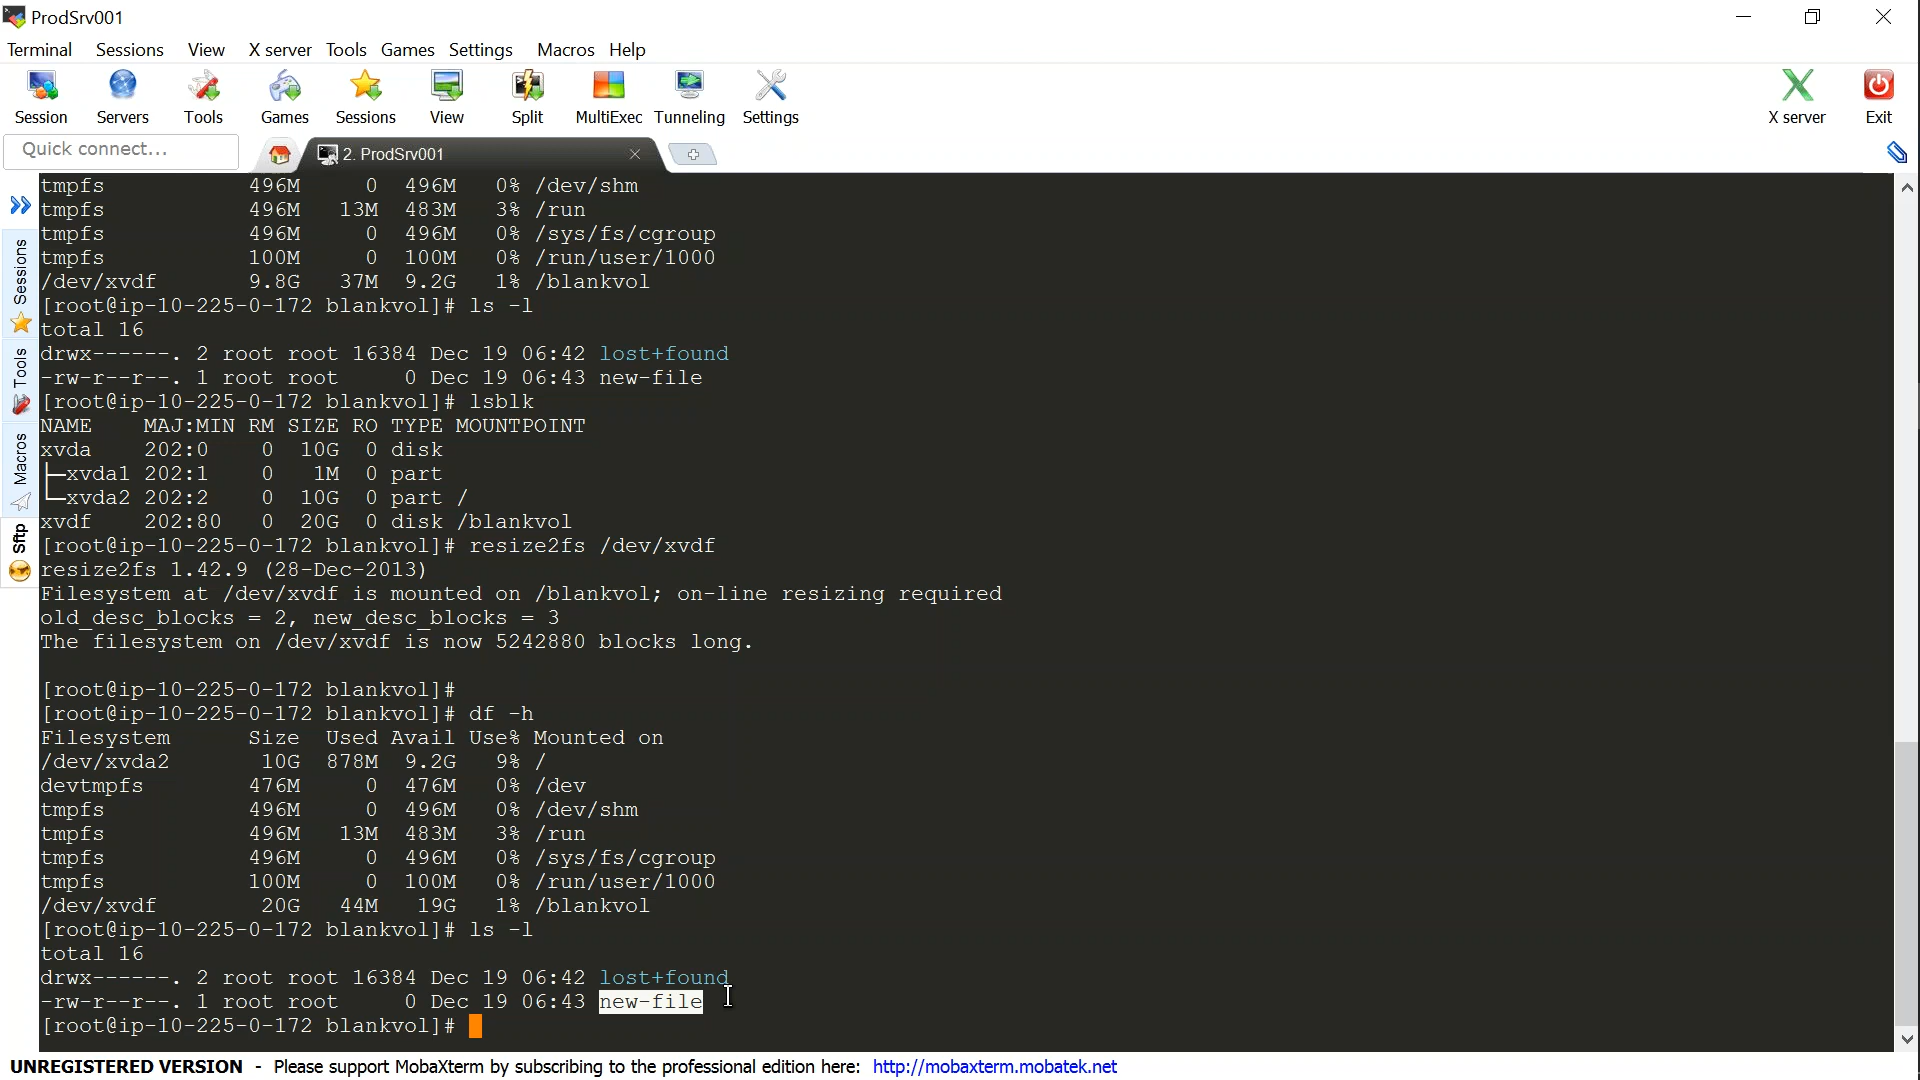 ProdSrv001
Terminal Sessions View X server Tools Games Settings Macros Help
Session Servers Tools Games Sessions View Split MultiExec Tunneling Settings X server Exit
Quick connect... 2. ProdSrv001
Sessions
Tools
Macros
Sftp
tmpfs           496M     0  496M   0% /dev/shm
tmpfs           496M   13M  483M   3% /run
tmpfs           496M     0  496M   0% /sys/fs/cgroup
tmpfs           100M     0  100M   0% /run/user/1000
/dev/xvdf       9.8G   37M  9.2G   1% /blankvol
[root@ip-10-225-0-172 blankvol]# ls -l
total 16
drwx------. 2 root root 16384 Dec 19 06:42 lost+found
-rw-r--r--. 1 root root     0 Dec 19 06:43 new-file
[root@ip-10-225-0-172 blankvol]# lsblk
NAME    MAJ:MIN RM SIZE RO TYPE MOUNTPOINT
xvda    202:0    0  10G  0 disk
├─xvda1 202:1    0   1M  0 part
└─xvda2 202:2    0  10G  0 part /
xvdf    202:80   0  20G  0 disk /blankvol
[root@ip-10-225-0-172 blankvol]# resize2fs /dev/xvdf
resize2fs 1.42.9 (28-Dec-2013)
Filesystem at /dev/xvdf is mounted on /blankvol; on-line resizing required
old_desc_blocks = 2, new_desc_blocks = 3
The filesystem on /dev/xvdf is now 5242880 blocks long.
[root@ip-10-225-0-172 blankvol]#
[root@ip-10-225-0-172 blankvol]# df -h
Filesystem      Size  Used Avail Use% Mounted on
/dev/xvda2       10G  878M  9.2G   9% /
devtmpfs        476M     0  476M   0% /dev
tmpfs           496M     0  496M   0% /dev/shm
tmpfs           496M   13M  483M   3% /run
tmpfs           496M     0  496M   0% /sys/fs/cgroup
tmpfs           100M     0  100M   0% /run/user/1000
/dev/xvdf        20G   44M   19G   1% /blankvol
[root@ip-10-225-0-172 blankvol]# ls -l
total 16
drwx------. 2 root root 16384 Dec 19 06:42 lost+found
-rw-r--r--. 1 root root     0 Dec 19 06:43 new-file
[root@ip-10-225-0-172 blankvol]#
UNREGISTERED VERSION - Please support MobaXterm by subscribing to the professional edition here: http://mobaxterm.mobatek.net